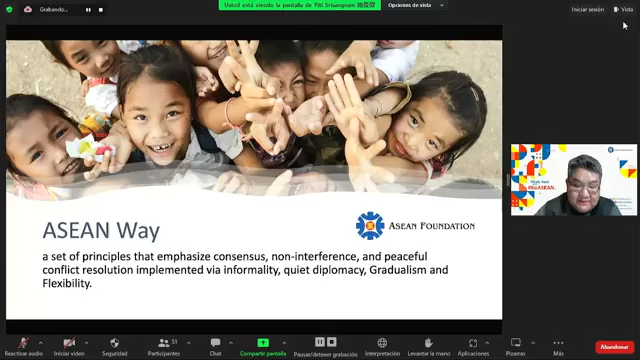 Grabando...
Usted está viendo la pantalla de Piti Srisangnam
Opciones de vista
Iniciar sesión
Vista
#BeASEAN
ASEAN Way
ASEAN FOUNDATION
a set of principles that emphasize consensus, non-interference, and peaceful
conflict resolution implemented via informality, quiet diplomacy, Gradualism and
Flexibility.
Reactivar audio
Iniciar video
Seguridad
Participantes
51
Chat
Compartir pantalla
Pausar/detener grabación
Interpretación
Levantar la mano
Aplicaciones
Pizarras
Más
Abandonar